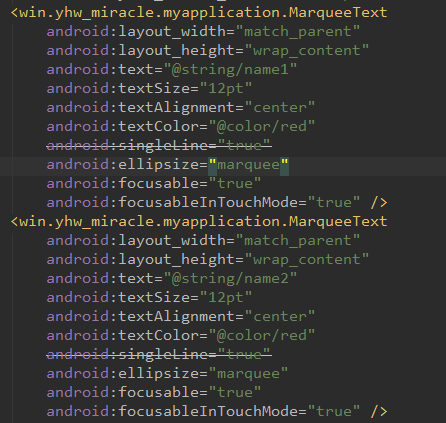 <win.yhw_miracle.myapplication.MarqueeText
android:layout_width="match_parent"
android:layout_height="wrap_content"
android:text="@string/name1"
android:textSize="12pt"
android:textAlignment="center"
android:textColor="@color/red"
android:singleLine="true"
android:ellipsize="marquee"
android:focusable="true"
android:focusableInTouchMode="true" />
<win.yhw_miracle.myapplication.MarqueeText
android:layout_width="match_parent"
android:layout_height="wrap_content"
android:text="@string/name2"
android:textSize="12pt"
android:textAlignment="center"
android:textColor="@color/red"
android:singleLine="true"
android:ellipsize="marquee"
android:focusable="true"
android:focusableInTouchMode="true" />